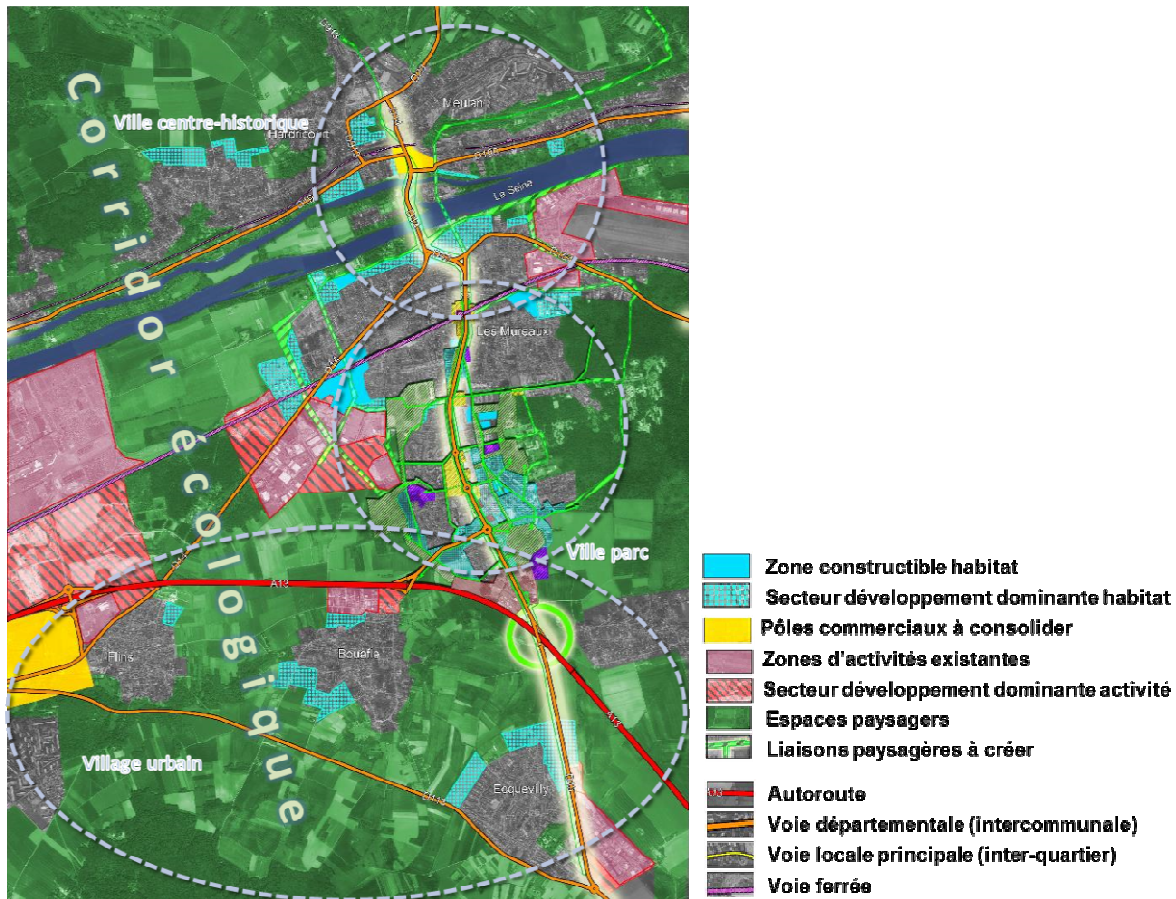 Meulan
Ville centre-historique
Hardricourt
La Seine
Corridor écologique
Les Mureaux
Ville parc
A13
Flins
Bouafle
A13
Village urbain
Ecquevilly
Zone constructible habitat
Secteur développement dominante habitat
Pôles commerciaux à consolider
Zones d'activités existantes
Secteur développement dominante activité
Espaces paysagers
Liaisons paysagères à créer
Autoroute
Voie départementale (intercommunale)
Voie locale principale (inter-quartier)
Voie ferrée